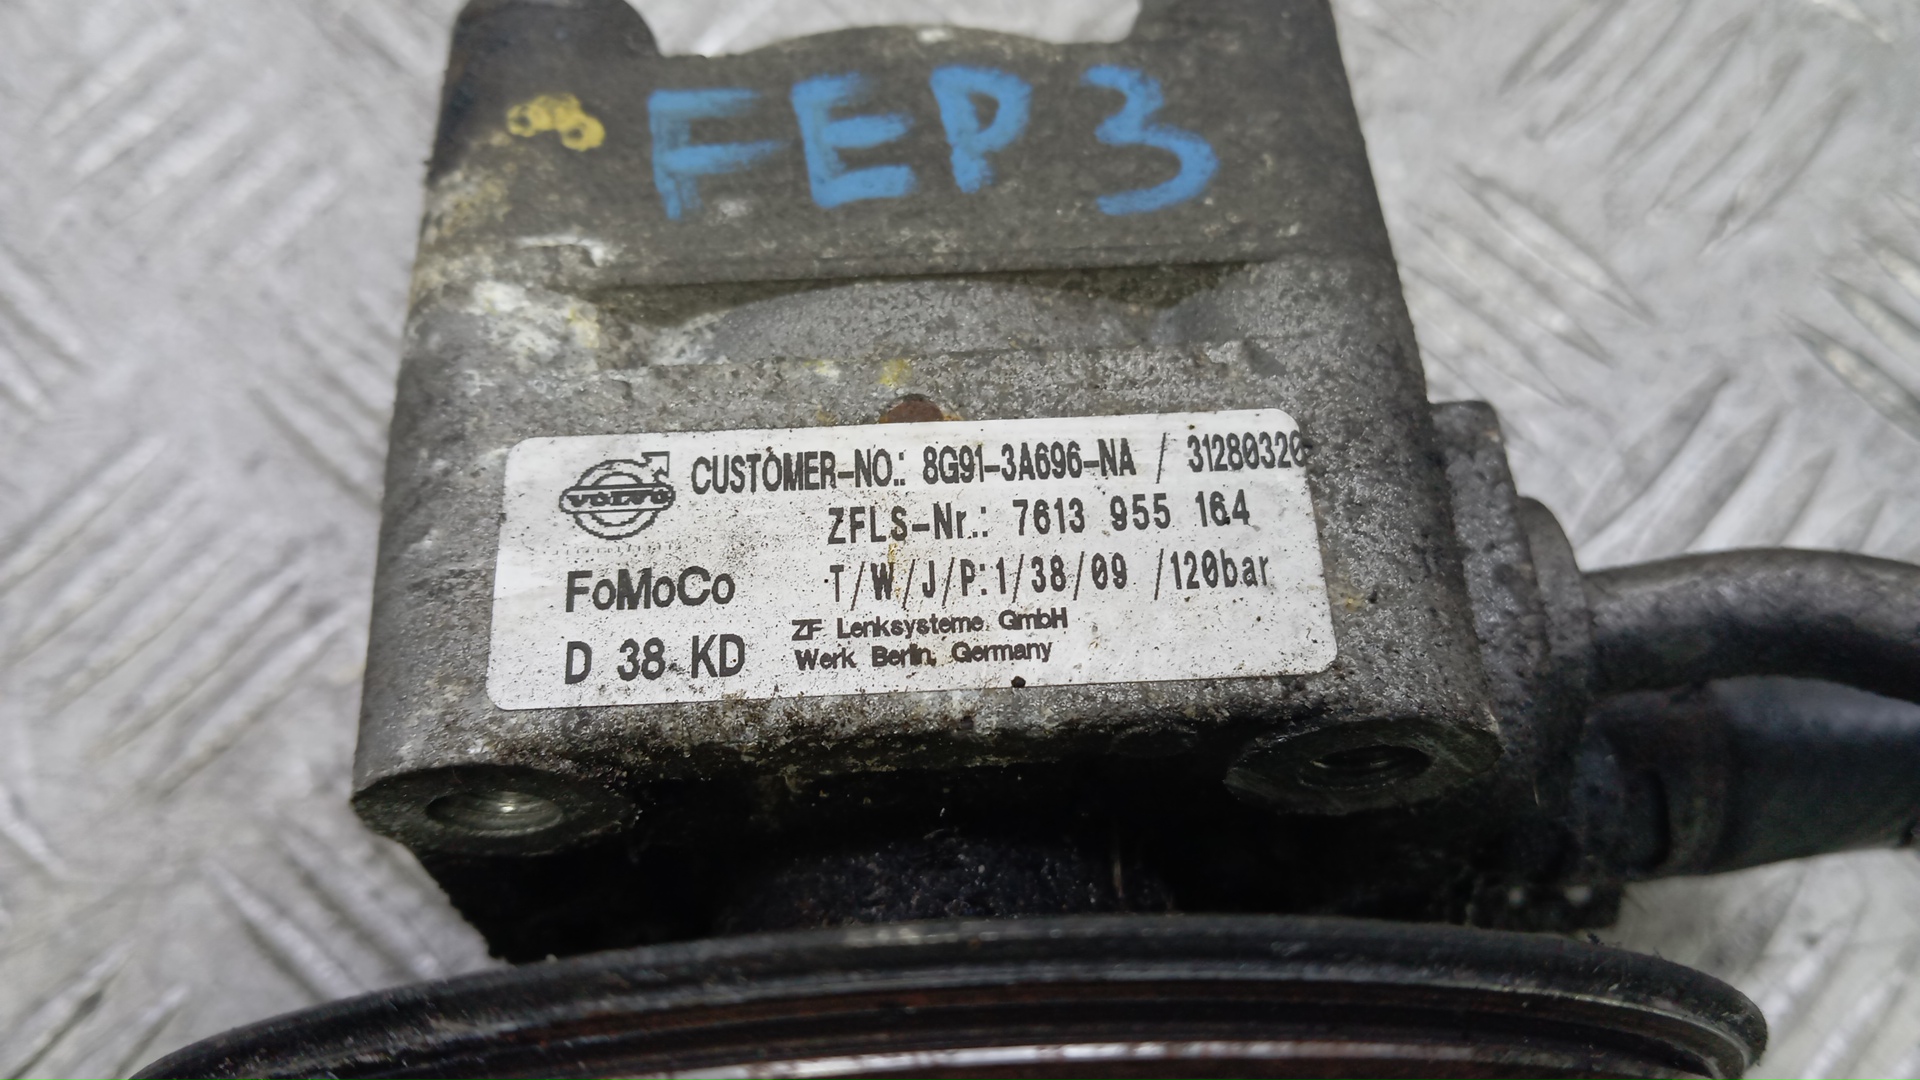 FEP3
VOLVO
CUSTOMER-NO.: 8G91-3A696-NA / 31280320
ZFLS-Nr.: 7613 955 164
T/W/J/P:1/38/09 /120bar
FoMoCo
ZF Lenksysteme GmbH
D 38 KD
Werk Berlin, Germany